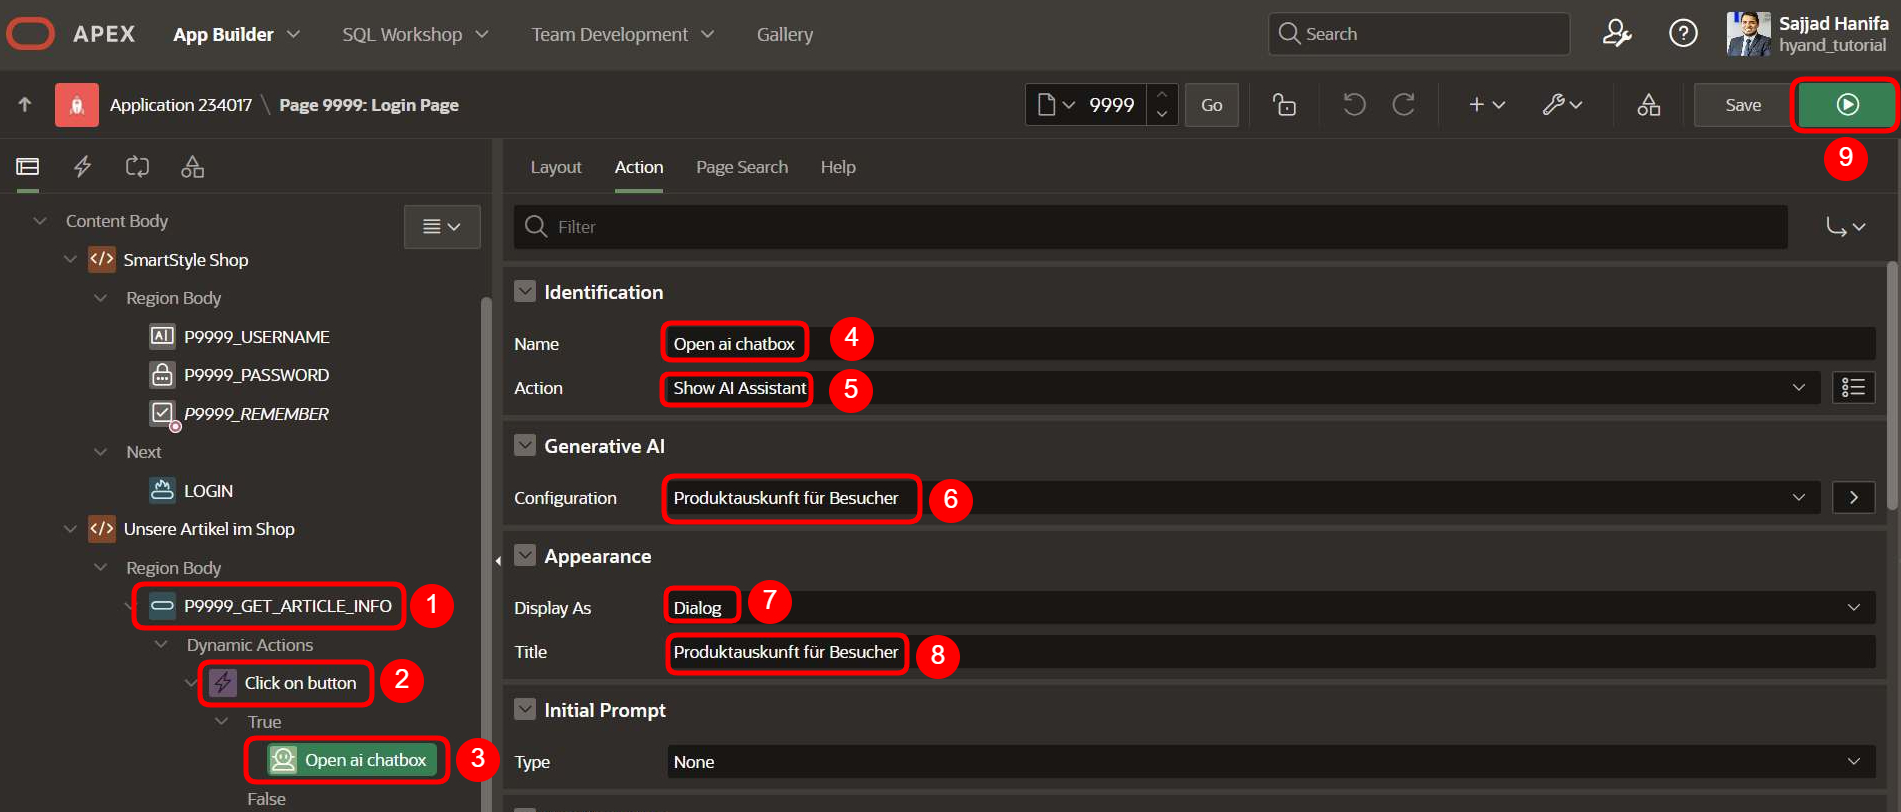 APEX App Builder SQL Workshop Team Development Gallery Search Sajjad Hanifa
hyand_tutorial
Application 234017 \ Page 9999: Login Page 9999 Go Save
9
Layout Action Page Search Help
Content Body
Filter
SmartStyle Shop
Region Body
P9999_USERNAME
P9999_PASSWORD
P9999_REMEMBER
Next
LOGIN
Unsere Artikel im Shop
Region Body
P9999_GET_ARTICLE_INFO 1
Dynamic Actions
Click on button 2
True
Open ai chatbox 3
False
Identification
Name Open ai chatbox 4
Action Show AI Assistant 5
Generative AI
Configuration Produktauskunft für Besucher 6
Appearance
Display As Dialog 7
Title Produktauskunft für Besucher 8
Initial Prompt
Type None